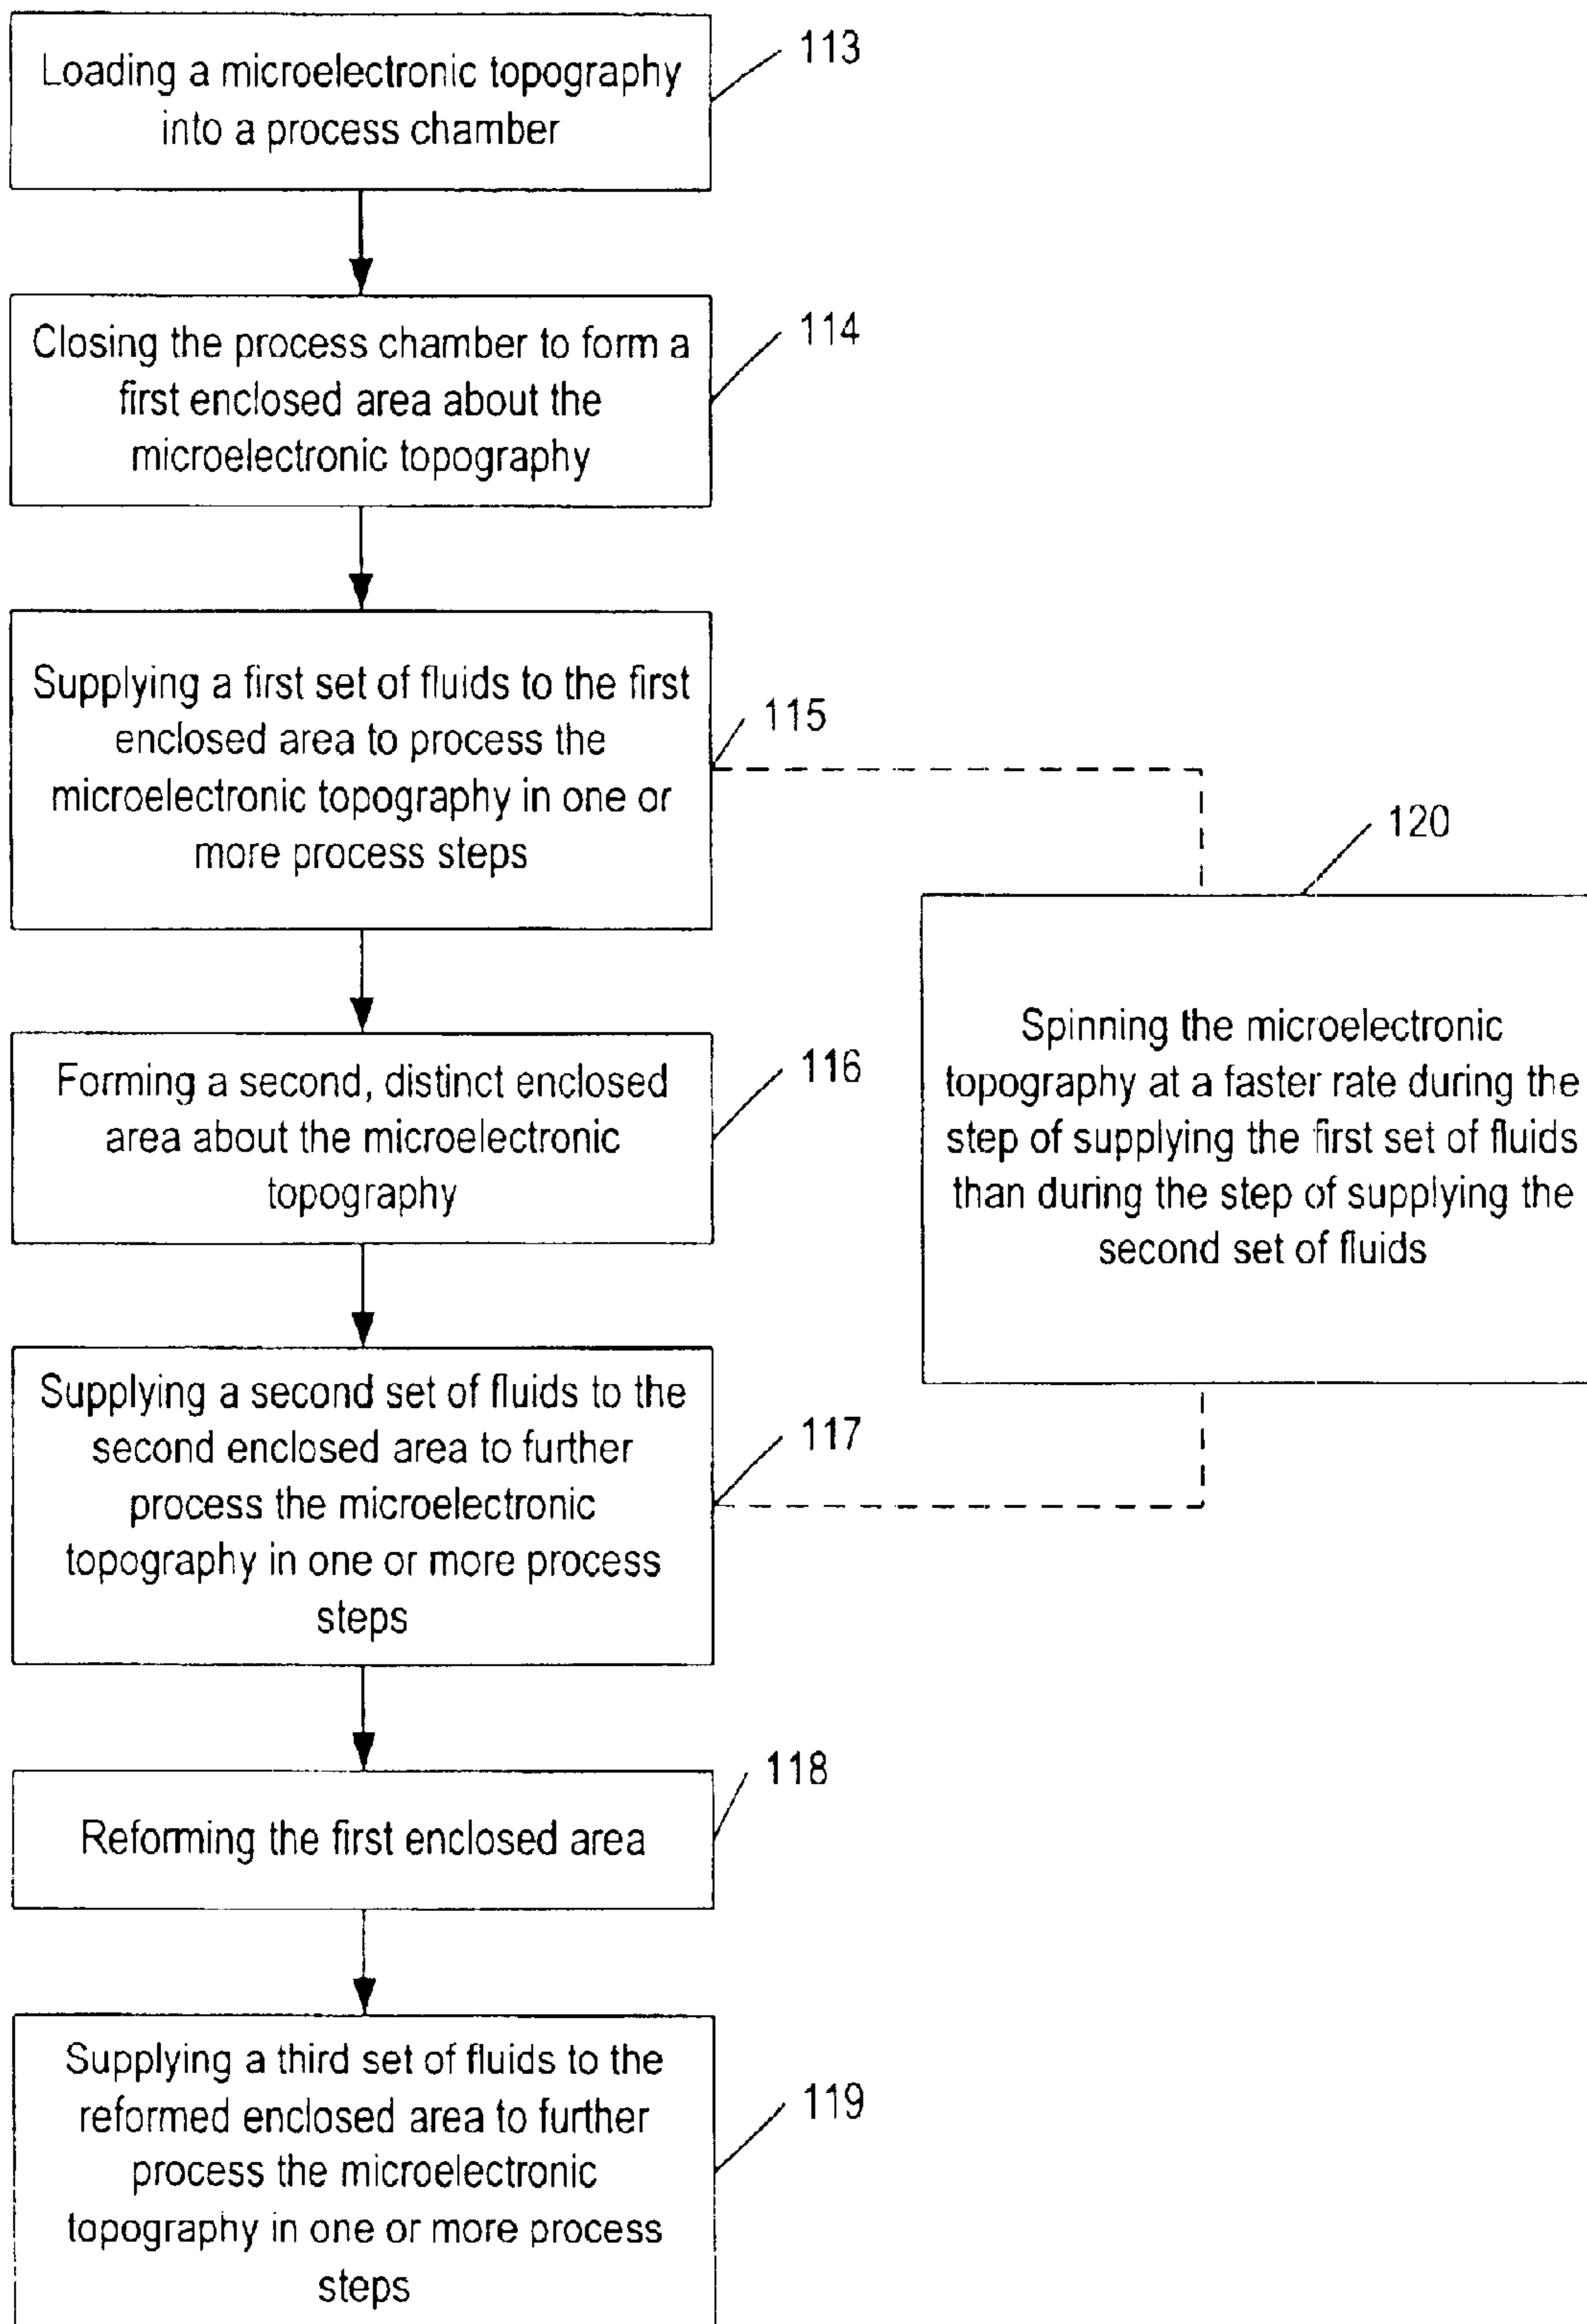 Loading a microelectronic topography
into a process chamber
113
Closing the process chamber to form a
first enclosed area about the
microelectronic topography
114
Supplying a first set of fluids to the first
enclosed area to process the
microelectronic topography in one or
more process steps
115
120
Spinning the microelectronic
topography at a faster rate during the
step of supplying the first set of fluids
than during the step of supplying the
second set of fluids
Forming a second, distinct enclosed
area about the microelectronic
topography
116
Supplying a second set of fluids to the
second enclosed area to further
process the microelectronic
topography in one or more process
steps
117
Reforming the first enclosed area
118
Supplying a third set of fluids to the
reformed enclosed area to further
process the microelectronic
topography in one or more process
steps
119